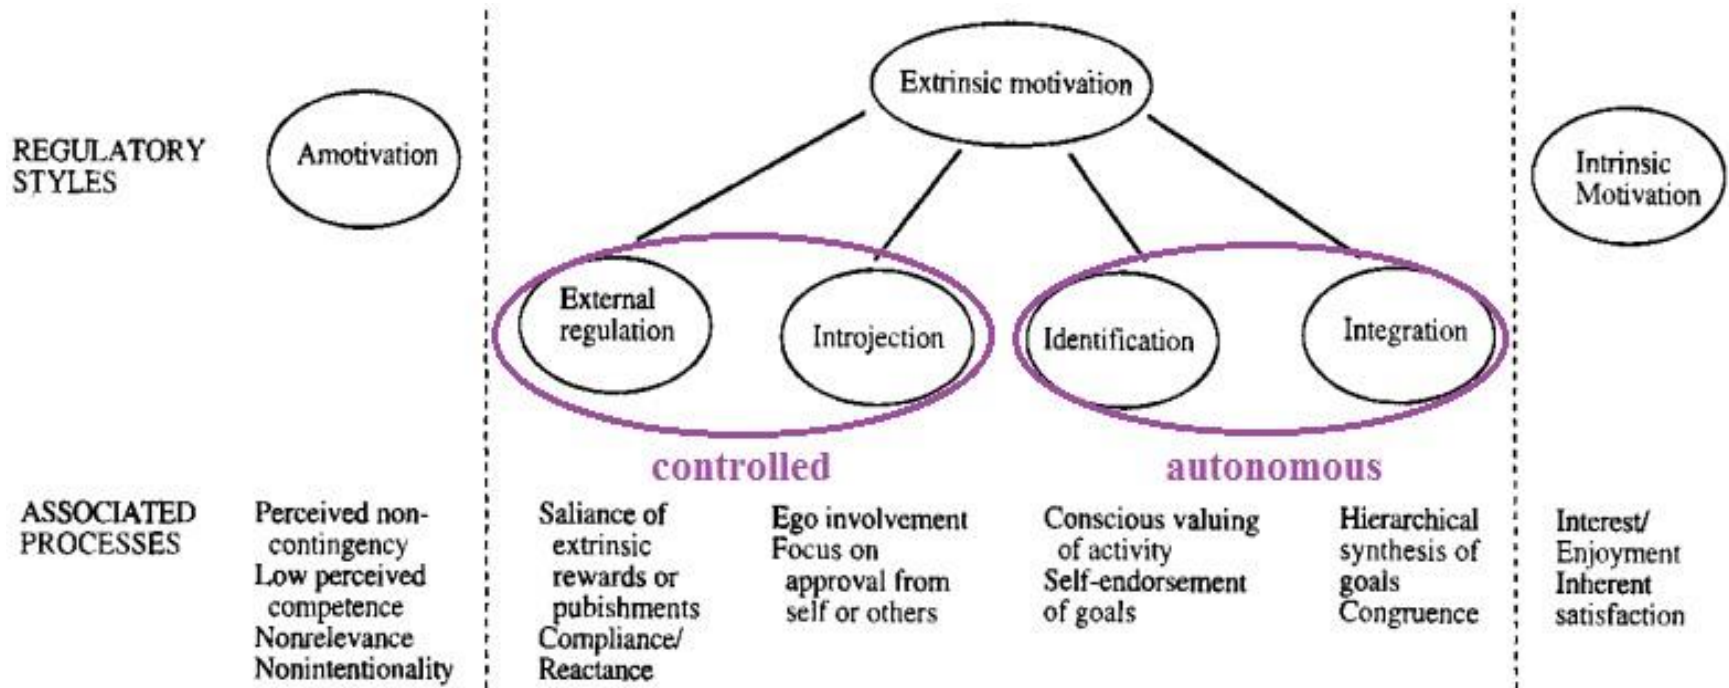 Extrinsic motivation
REGULATORY
STYLES
Amotivation
Intrinsic
Motivation
External
regulation
Introjection
Identification
Integration
controlled
autonomous
ASSOCIATED
PROCESSES
Perceived non-
contingency
Low perceived
competence
Nonrelevance
Nonintentionality
Saliance of
extrinsic
rewards or
pubishments
Compliance/
Reactance
Ego involvement
Focus on
approval from
self or others
Conscious valuing
of activity
Self-endorsement
of goals
Hierarchical
synthesis of
goals
Congruence
Interest/
Enjoyment
Inherent
satisfaction